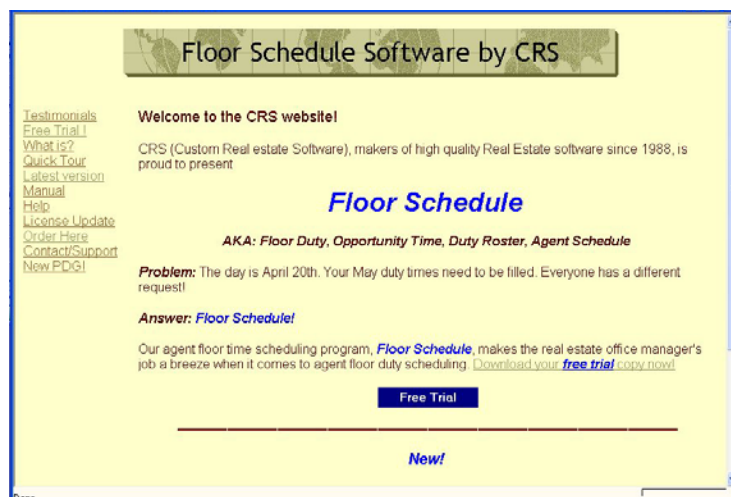 Floor Schedule Software by CRS
Testimonials
Free Trial !
What is?
Quick Tour
Latest version
Manual
Help
License Update
Order Here
Contact/Support
New PDG!
Welcome to the CRS website!
CRS (Custom Real estate Software), makers of high quality Real Estate software since 1988, is
proud to present
Floor Schedule
AKA: Floor Duty, Opportunity Time, Duty Roster, Agent Schedule
Problem: The day is April 20th. Your May duty times need to be filled. Everyone has a different
request!
Answer: Floor Schedule!
Our agent floor time scheduling program, Floor Schedule, makes the real estate office manager's
job a breeze when it comes to agent floor duty scheduling. Download your free trial copy now!
Free Trial
New!